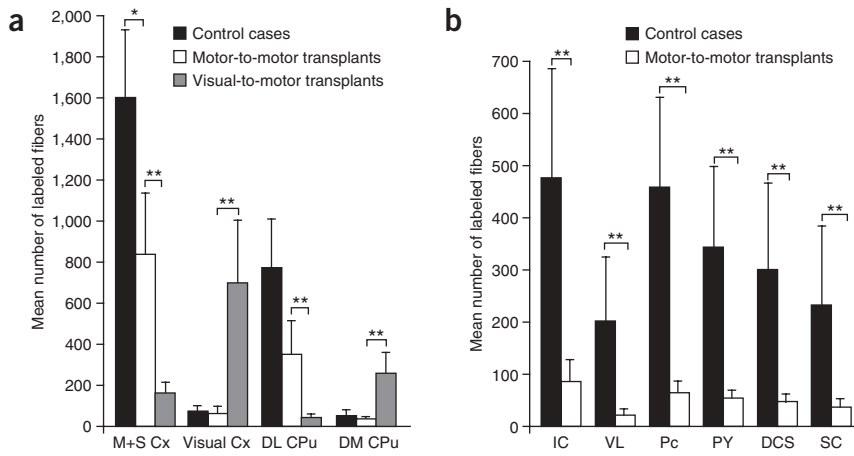 a
Mean number of labeled fibers
2,000
1,800
1,600
1,400
1,200
1,000
800
600
400
200
0
*
**
**
**
**
Control cases
Motor-to-motor transplants
Visual-to-motor transplants
M+S Cx Visual Cx DL CPu DM CPu
b
Mean number of labeled fibers
700
600
500
400
300
200
100
0
Control cases
Motor-to-motor transplants
**
**
**
**
**
**
IC VL Pc PY DCS SC